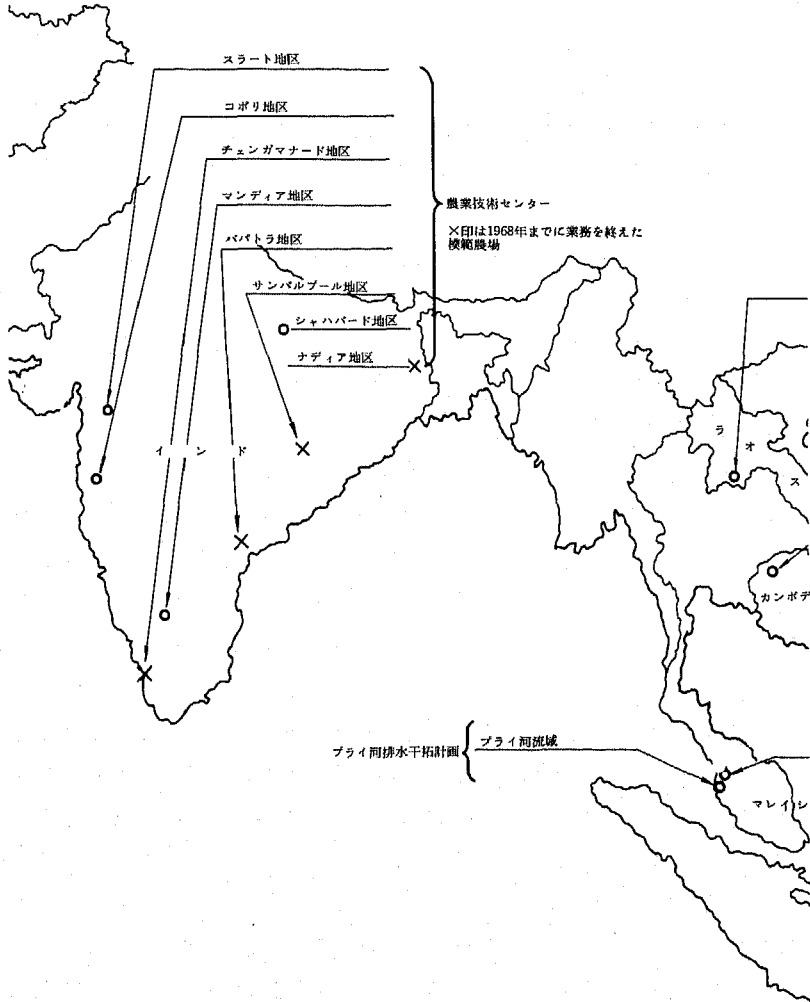 スラート地区
コポリ地区
チェンガマナード地区
マンディア地区
バパトラ地区
サンバルプール地区
シャハバード地区
ナディア地区
農業技術センター
×印は1968年までに業務を終えた
模範農場
インド
ラオス
カンボデ
プライ河排水干拓計画
プライ河流域
マレイシ